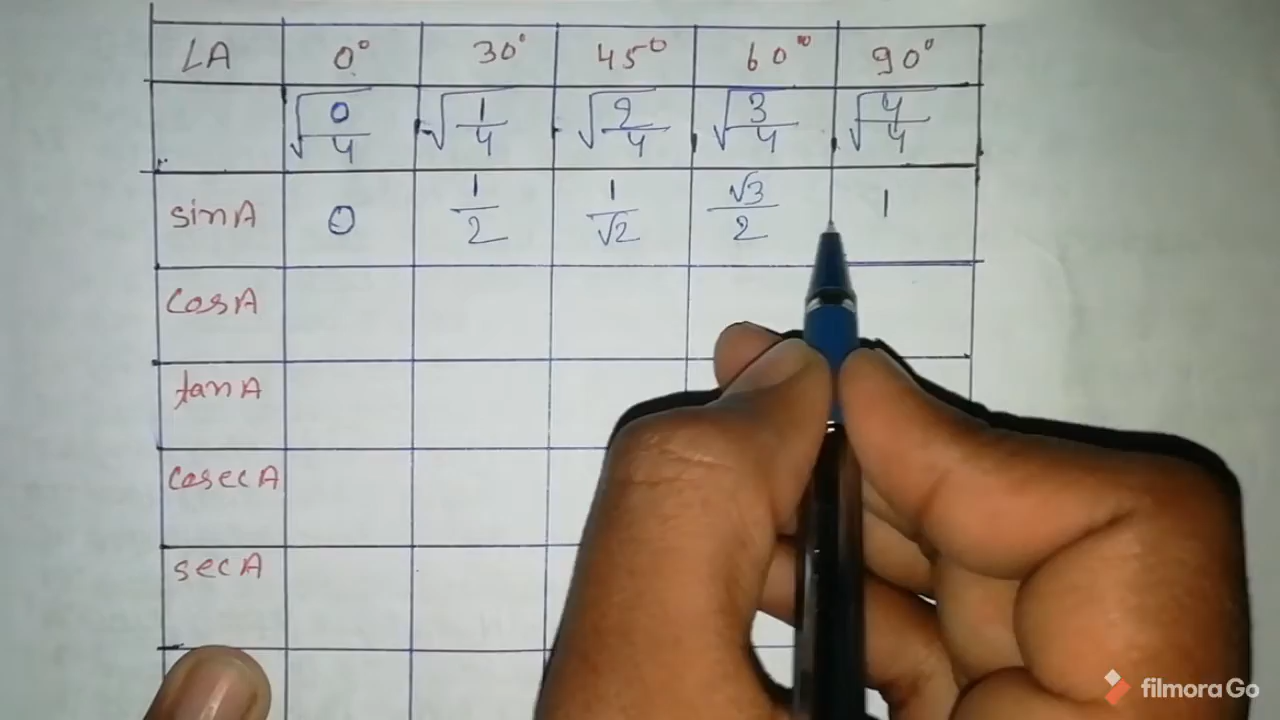 ∠A 0° 30° 45° 60° 90°
√0/4 √1/4 √2/4 √3/4 √4/4
sinA 0 1/2 1/√2 √3/2 1
CosA
tanA
CosecA
secA
filmoraGo